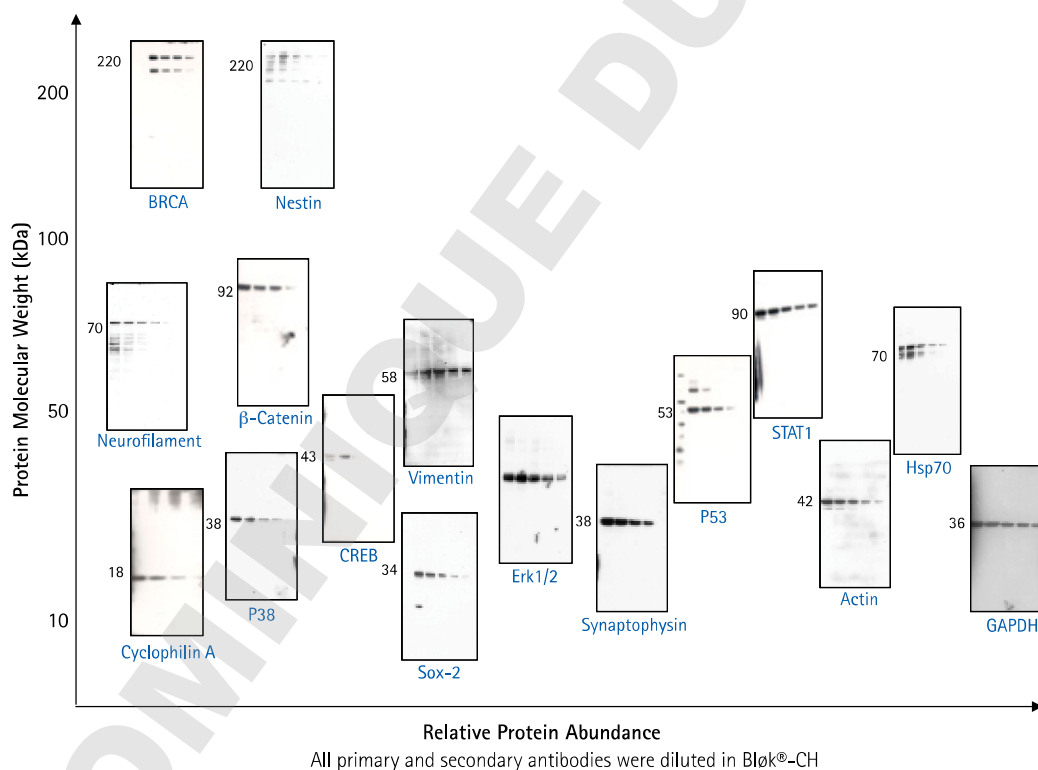 220
BRCA
220
Nestin
200
100
50
10
Protein Molecular Weight (kDa)
70
Neurofilament
92
β-Catenin
58
Vimentin
43
CREB
18
Cyclophilin A
38
P38
34
Sox-2
Erk1/2
38
Synaptophysin
53
P53
90
STAT1
42
Actin
70
Hsp70
36
GAPDH
Relative Protein Abundance
All primary and secondary antibodies were diluted in Bløk®-CH
OMINIQUE DU